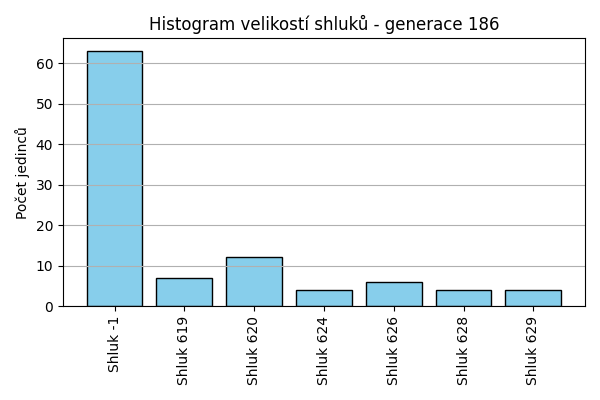 Histogram velikostí shluků - generace 186
Počet jedinců
60
50
40
30
20
10
0
Shluk -1
Shluk 619
Shluk 620
Shluk 624
Shluk 626
Shluk 628
Shluk 629